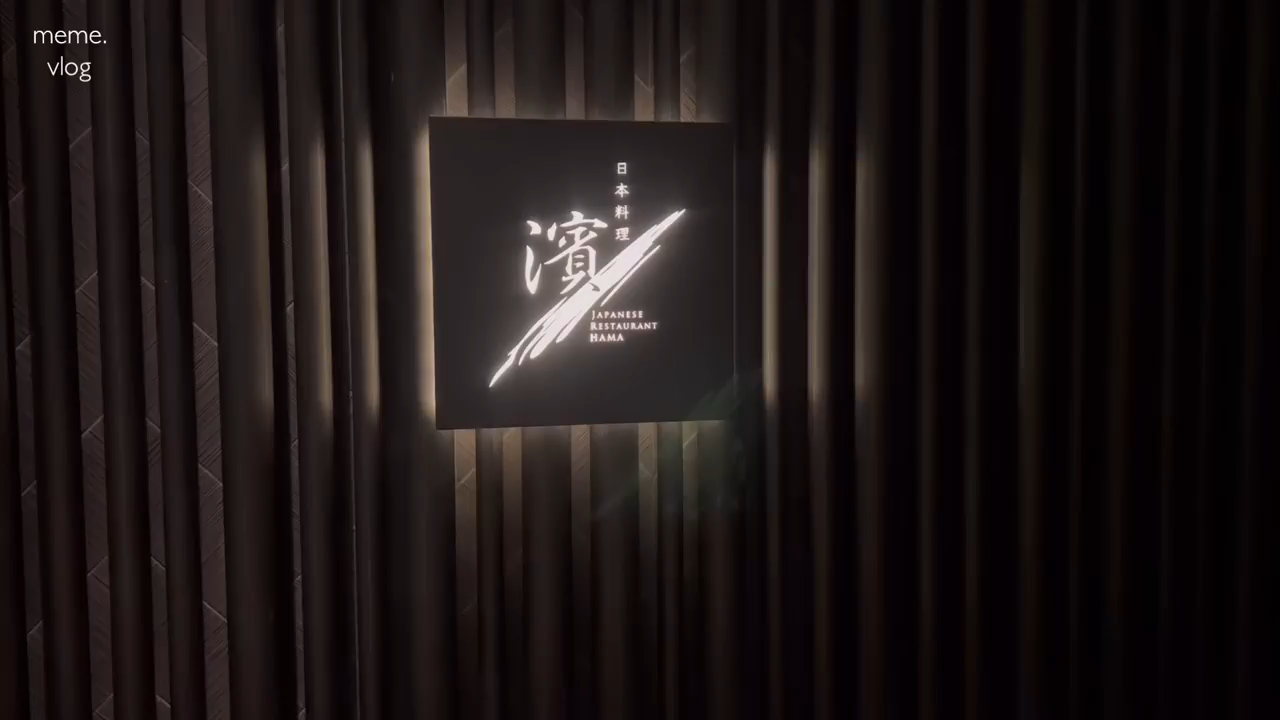 meme.
vlog
日本料理
濱
JAPANESE
RESTAURANT
HAMA